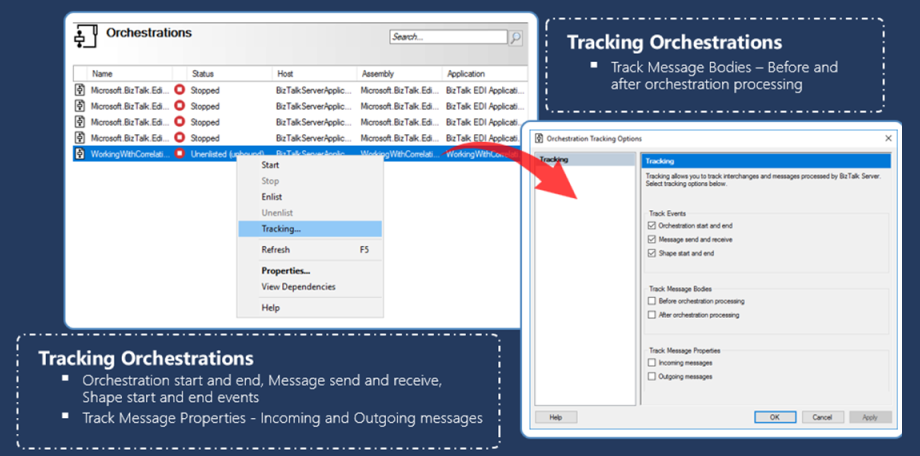 Orchestrations
Search...
Name Status Host Assembly Application
Microsoft.BizTalk.Edi... Stopped BizTalkServerApplic... Microsoft.BizTalk.Edi... BizTalk EDI Applicati...
Microsoft.BizTalk.Edi... Stopped BizTalkServerApplic... Microsoft.BizTalk.Edi... BizTalk EDI Applicati...
Microsoft.BizTalk.Edi... Stopped BizTalkServerApplic... Microsoft.BizTalk.Edi... BizTalk EDI Applicati...
Microsoft.BizTalk.Edi... Stopped BizTalkServerApplic... Microsoft.BizTalk.Edi... BizTalk EDI Applicati...
WorkingWithCorrelati... Unenlisted (unbound) BizTalkServerApplic... WorkingWithCorrelati... WorkingWithCorrelati...
Start
Stop
Enlist
Unenlist
Tracking...
Refresh F5
Properties...
View Dependencies
Help
Tracking Orchestrations
▪ Track Message Bodies – Before and
after orchestration processing
Orchestration Tracking Options
Tracking
Tracking
Tracking allows you to track interchanges and messages processed by BizTalk Server.
Select tracking options below.
Track Events
Orchestration start and end
Message send and receive
Shape start and end
Track Message Bodies
Before orchestration processing
After orchestration processing
Track Message Properties
Incoming messages
Outgoing messages
Help OK Cancel Apply
Tracking Orchestrations
▪ Orchestration start and end, Message send and receive,
Shape start and end events
▪ Track Message Properties - Incoming and Outgoing messages